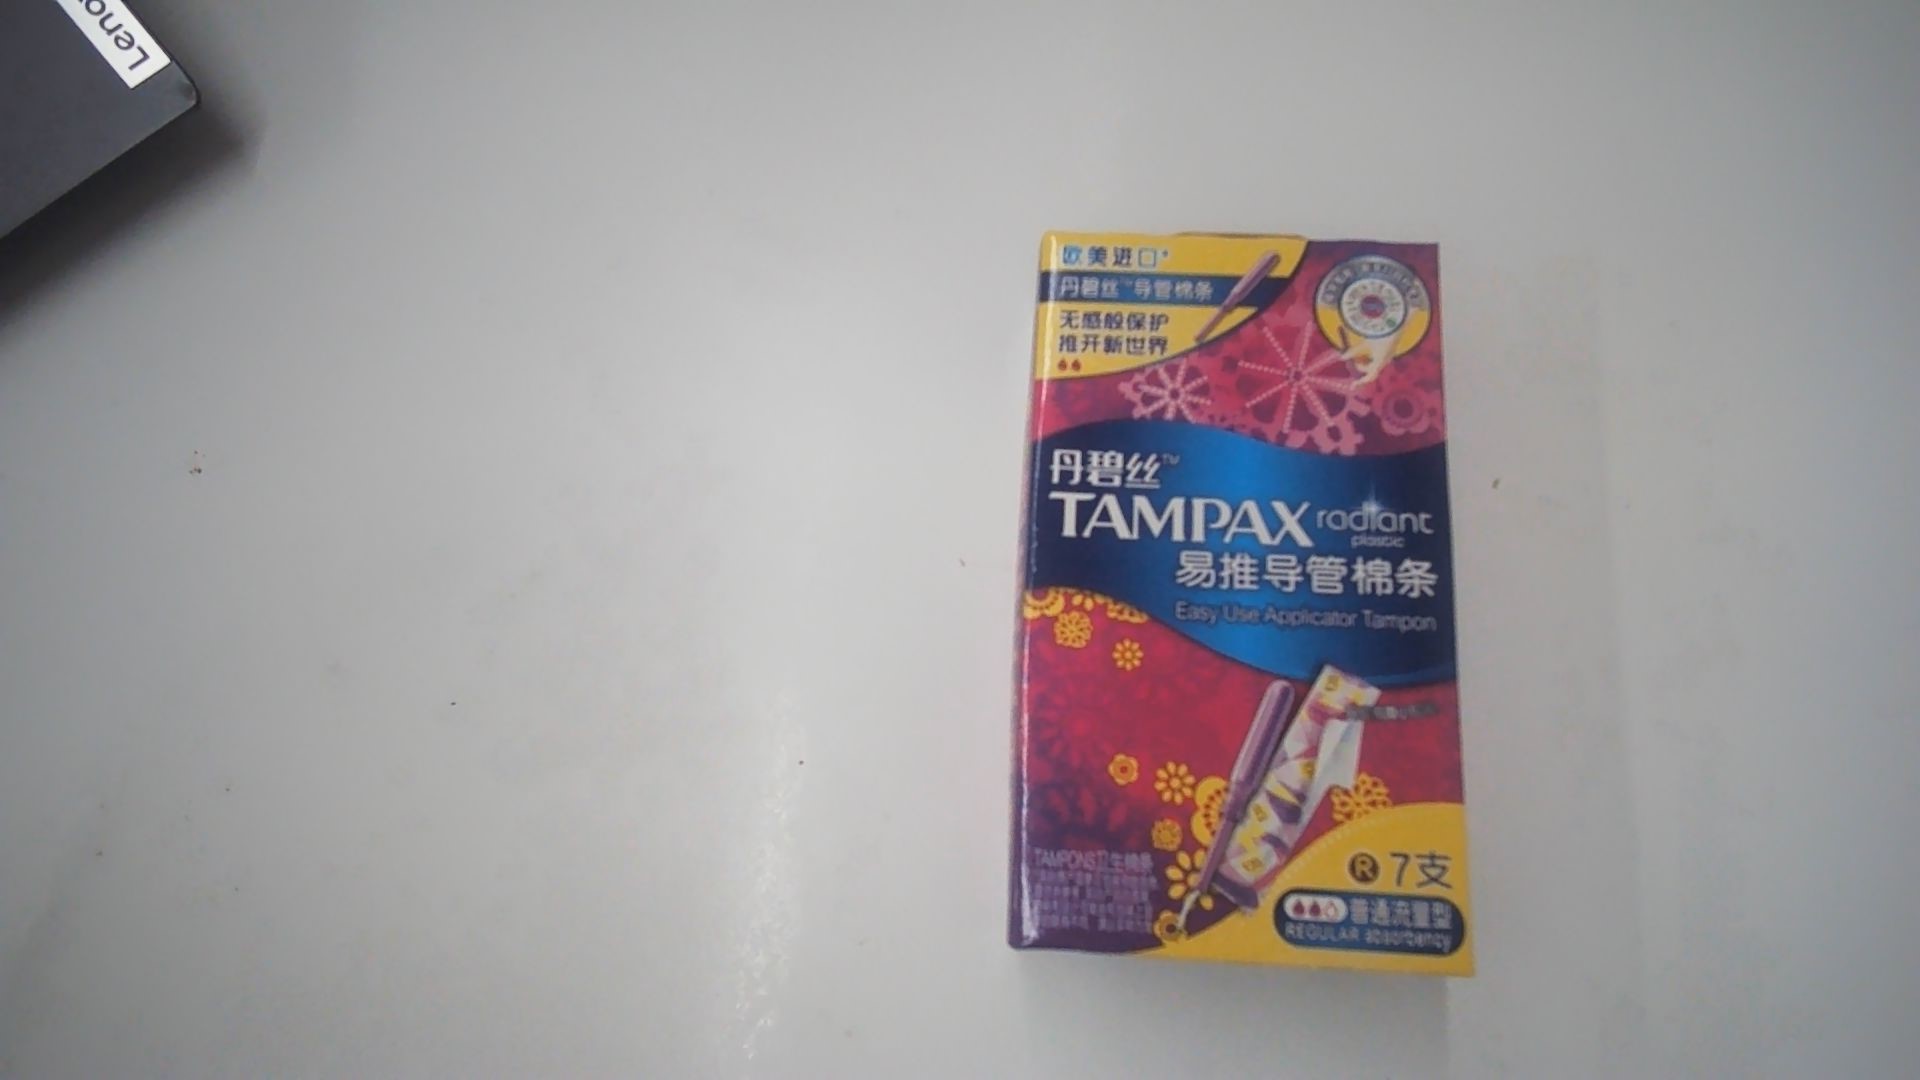 Leno
欧美进口*
丹碧丝™导管棉条
无感般保护
推开新世界
丹碧丝™
TAMPAX radiant
plastic
易推导管棉条
Easy Use Applicator Tampon
TAMPONS卫生棉条
R 7支
普通流量型
REGULAR absorbency